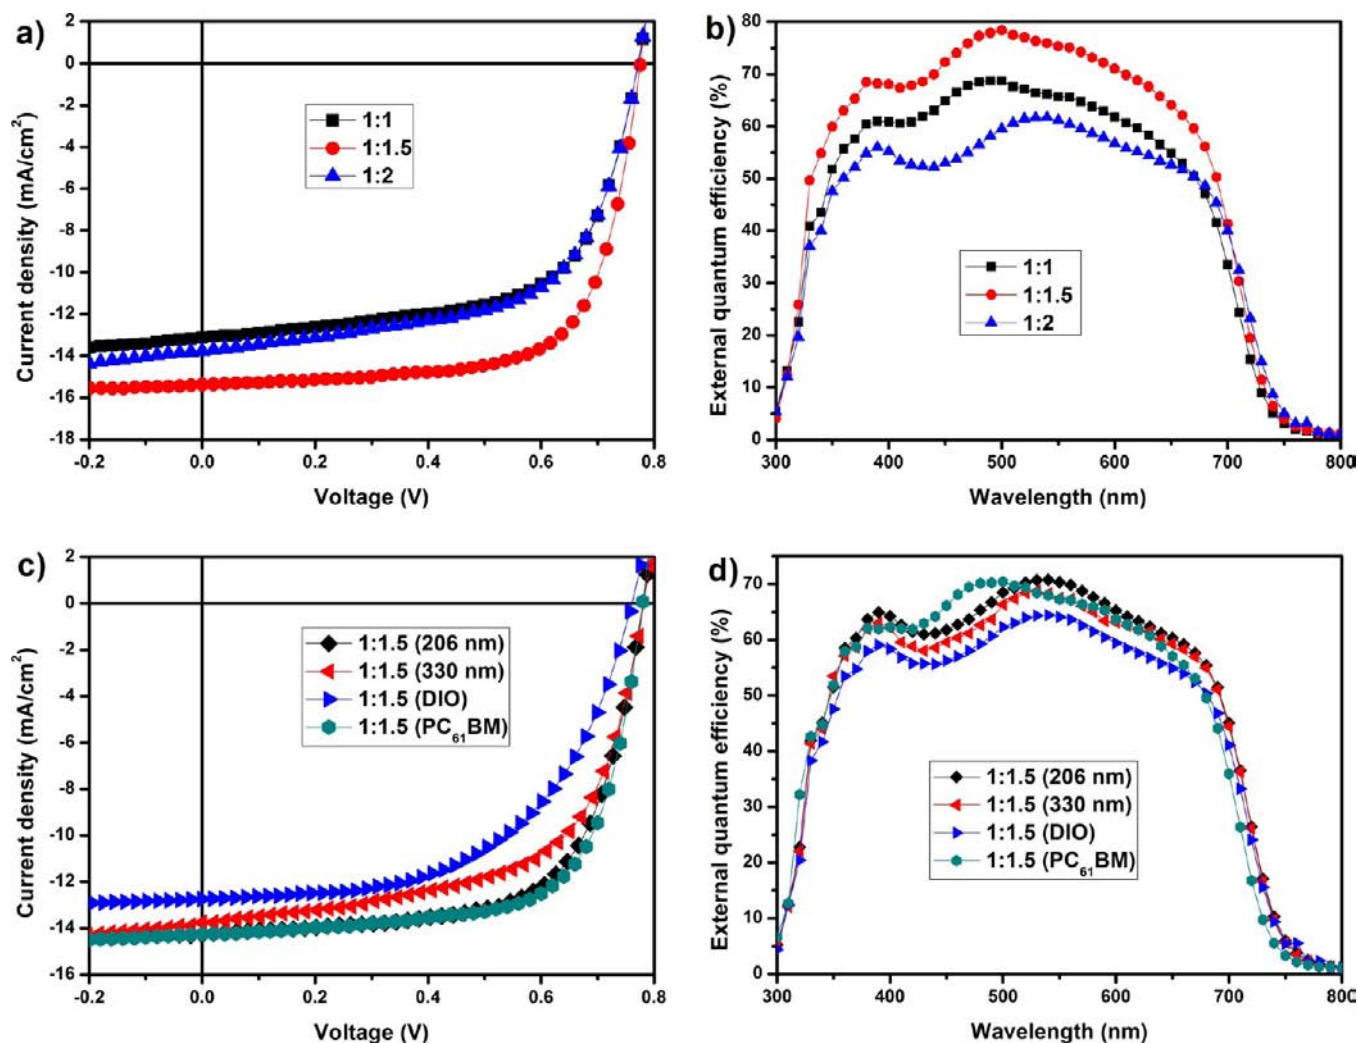 a)
2
0
-2
-4
-6
-8
-10
-12
-14
-16
-18
-0.2 0.0 0.2 0.4 0.6 0.8
Voltage (V)
Current density (mA/cm²)
1:1
1:1.5
1:2
b)
80
70
60
50
40
30
20
10
0
300 400 500 600 700 800
Wavelength (nm)
External quantum efficiency (%)
1:1
1:1.5
1:2
c)
2
0
-2
-4
-6
-8
-10
-12
-14
-16
-0.2 0.0 0.2 0.4 0.6 0.8
Voltage (V)
Current density (mA/cm²)
1:1.5 (206 nm)
1:1.5 (330 nm)
1:1.5 (DIO)
1:1.5 (PC₆₁BM)
d)
75
70
60
50
40
30
20
10
0
300 400 500 600 700 800
Wavelength (nm)
External quantum efficiency (%)
1:1.5 (206 nm)
1:1.5 (330 nm)
1:1.5 (DIO)
1:1.5 (PC₆₁BM)